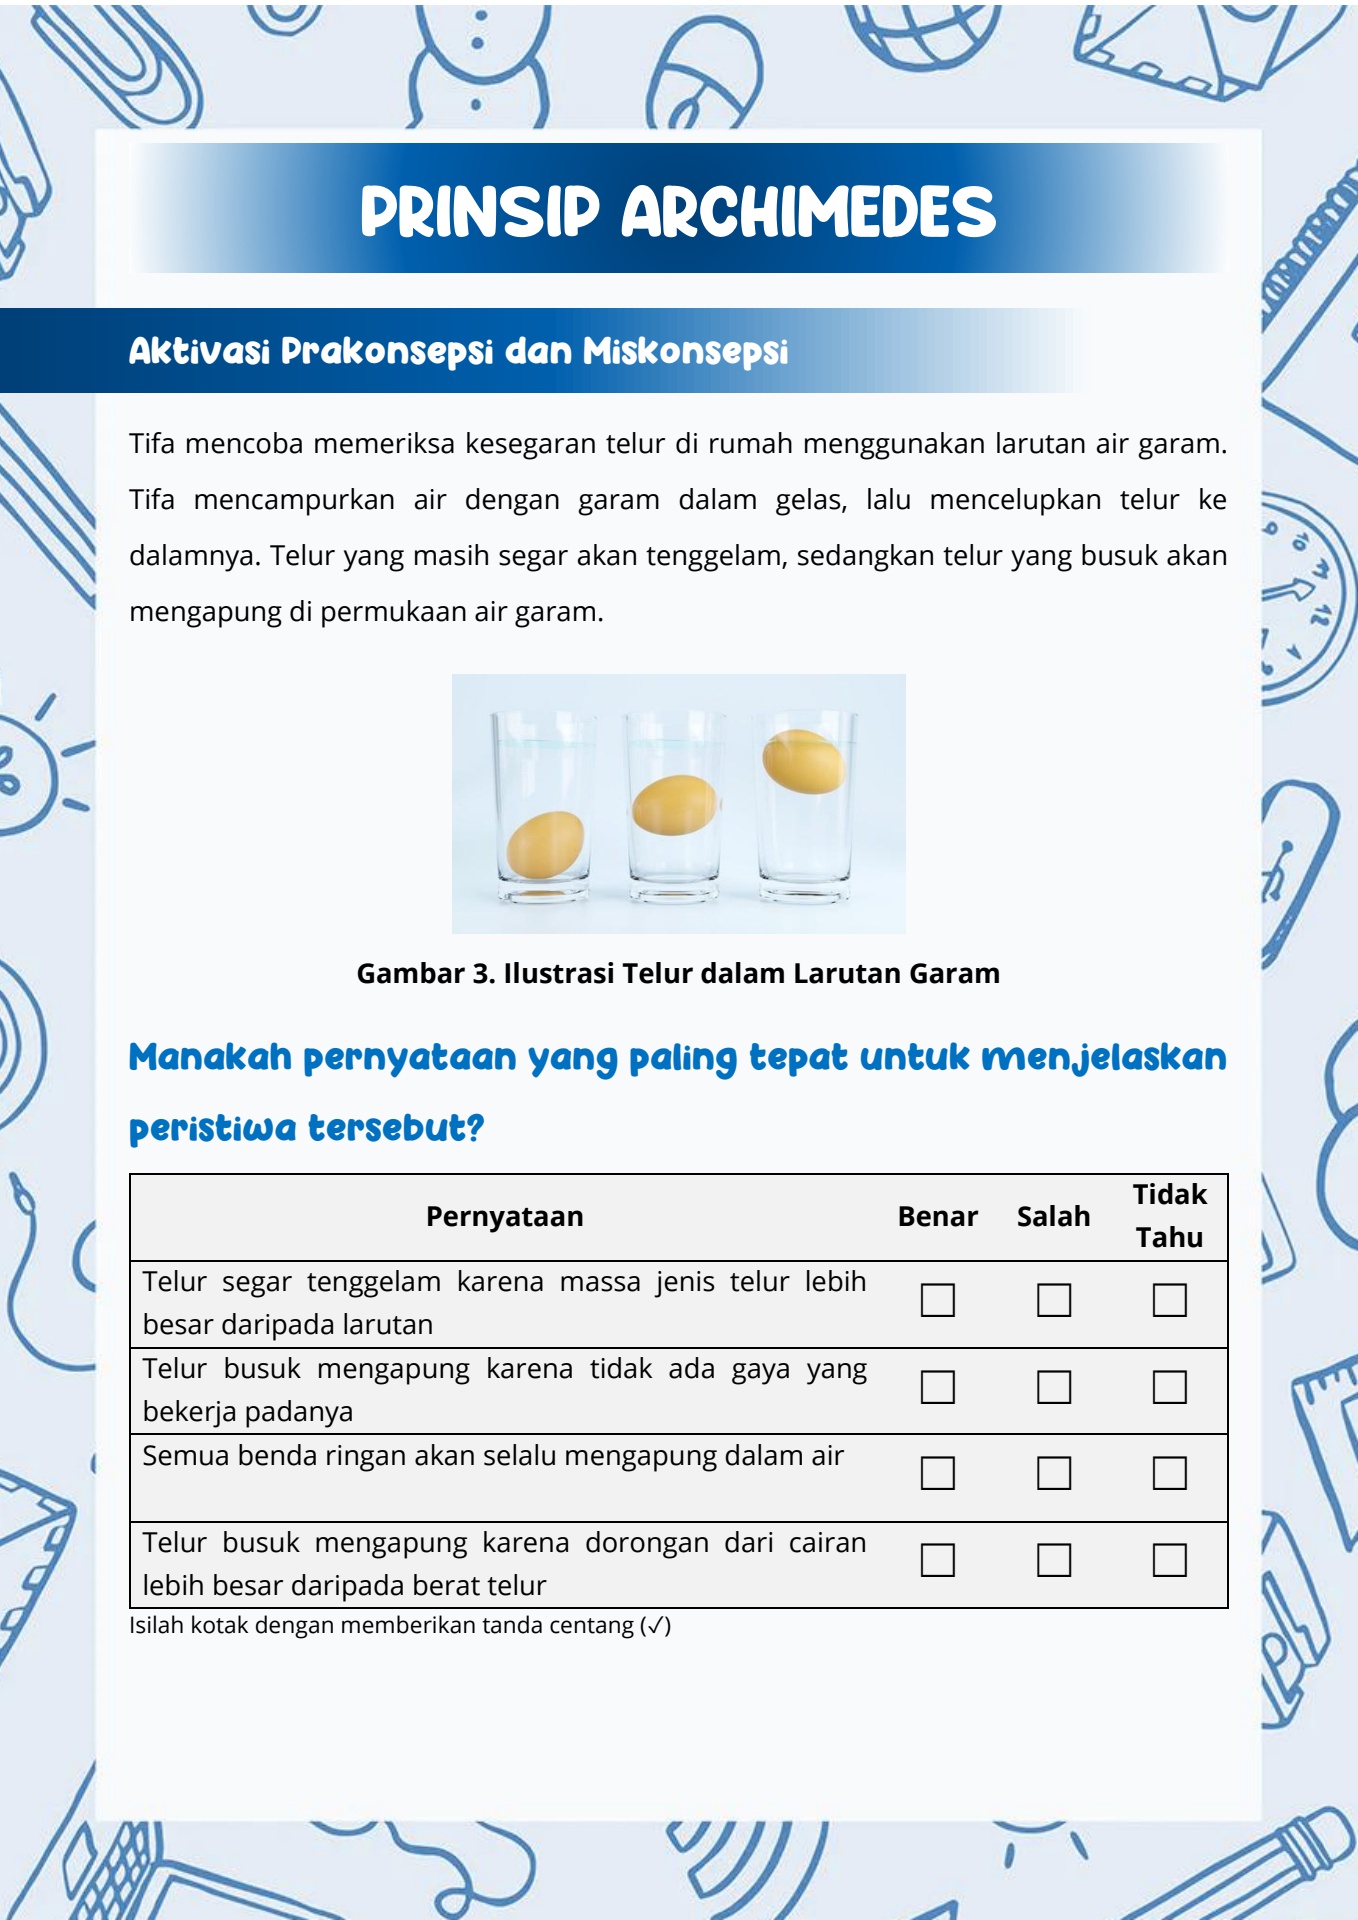 PRINSIP ARCHIMEDES
Aktivasi Prakonsepsi dan Miskonsepsi
Tifa mencoba memeriksa kesegaran telur di rumah menggunakan larutan air garam.
Tifa mencampurkan air dengan garam dalam gelas, lalu mencelupkan telur ke
dalamnya. Telur yang masih segar akan tenggelam, sedangkan telur yang busuk akan
mengapung di permukaan air garam.
Gambar 3. Ilustrasi Telur dalam Larutan Garam
Manakah pernyataan yang paling tepat untuk menjelaskan
peristiwa tersebut?
Pernyataan Benar Salah Tidak
Tahu
Telur segar tenggelam karena massa jenis telur lebih
besar daripada larutan
Telur busuk mengapung karena tidak ada gaya yang
bekerja padanya
Semua benda ringan akan selalu mengapung dalam air
Telur busuk mengapung karena dorongan dari cairan
lebih besar daripada berat telur
Isilah kotak dengan memberikan tanda centang (✓)